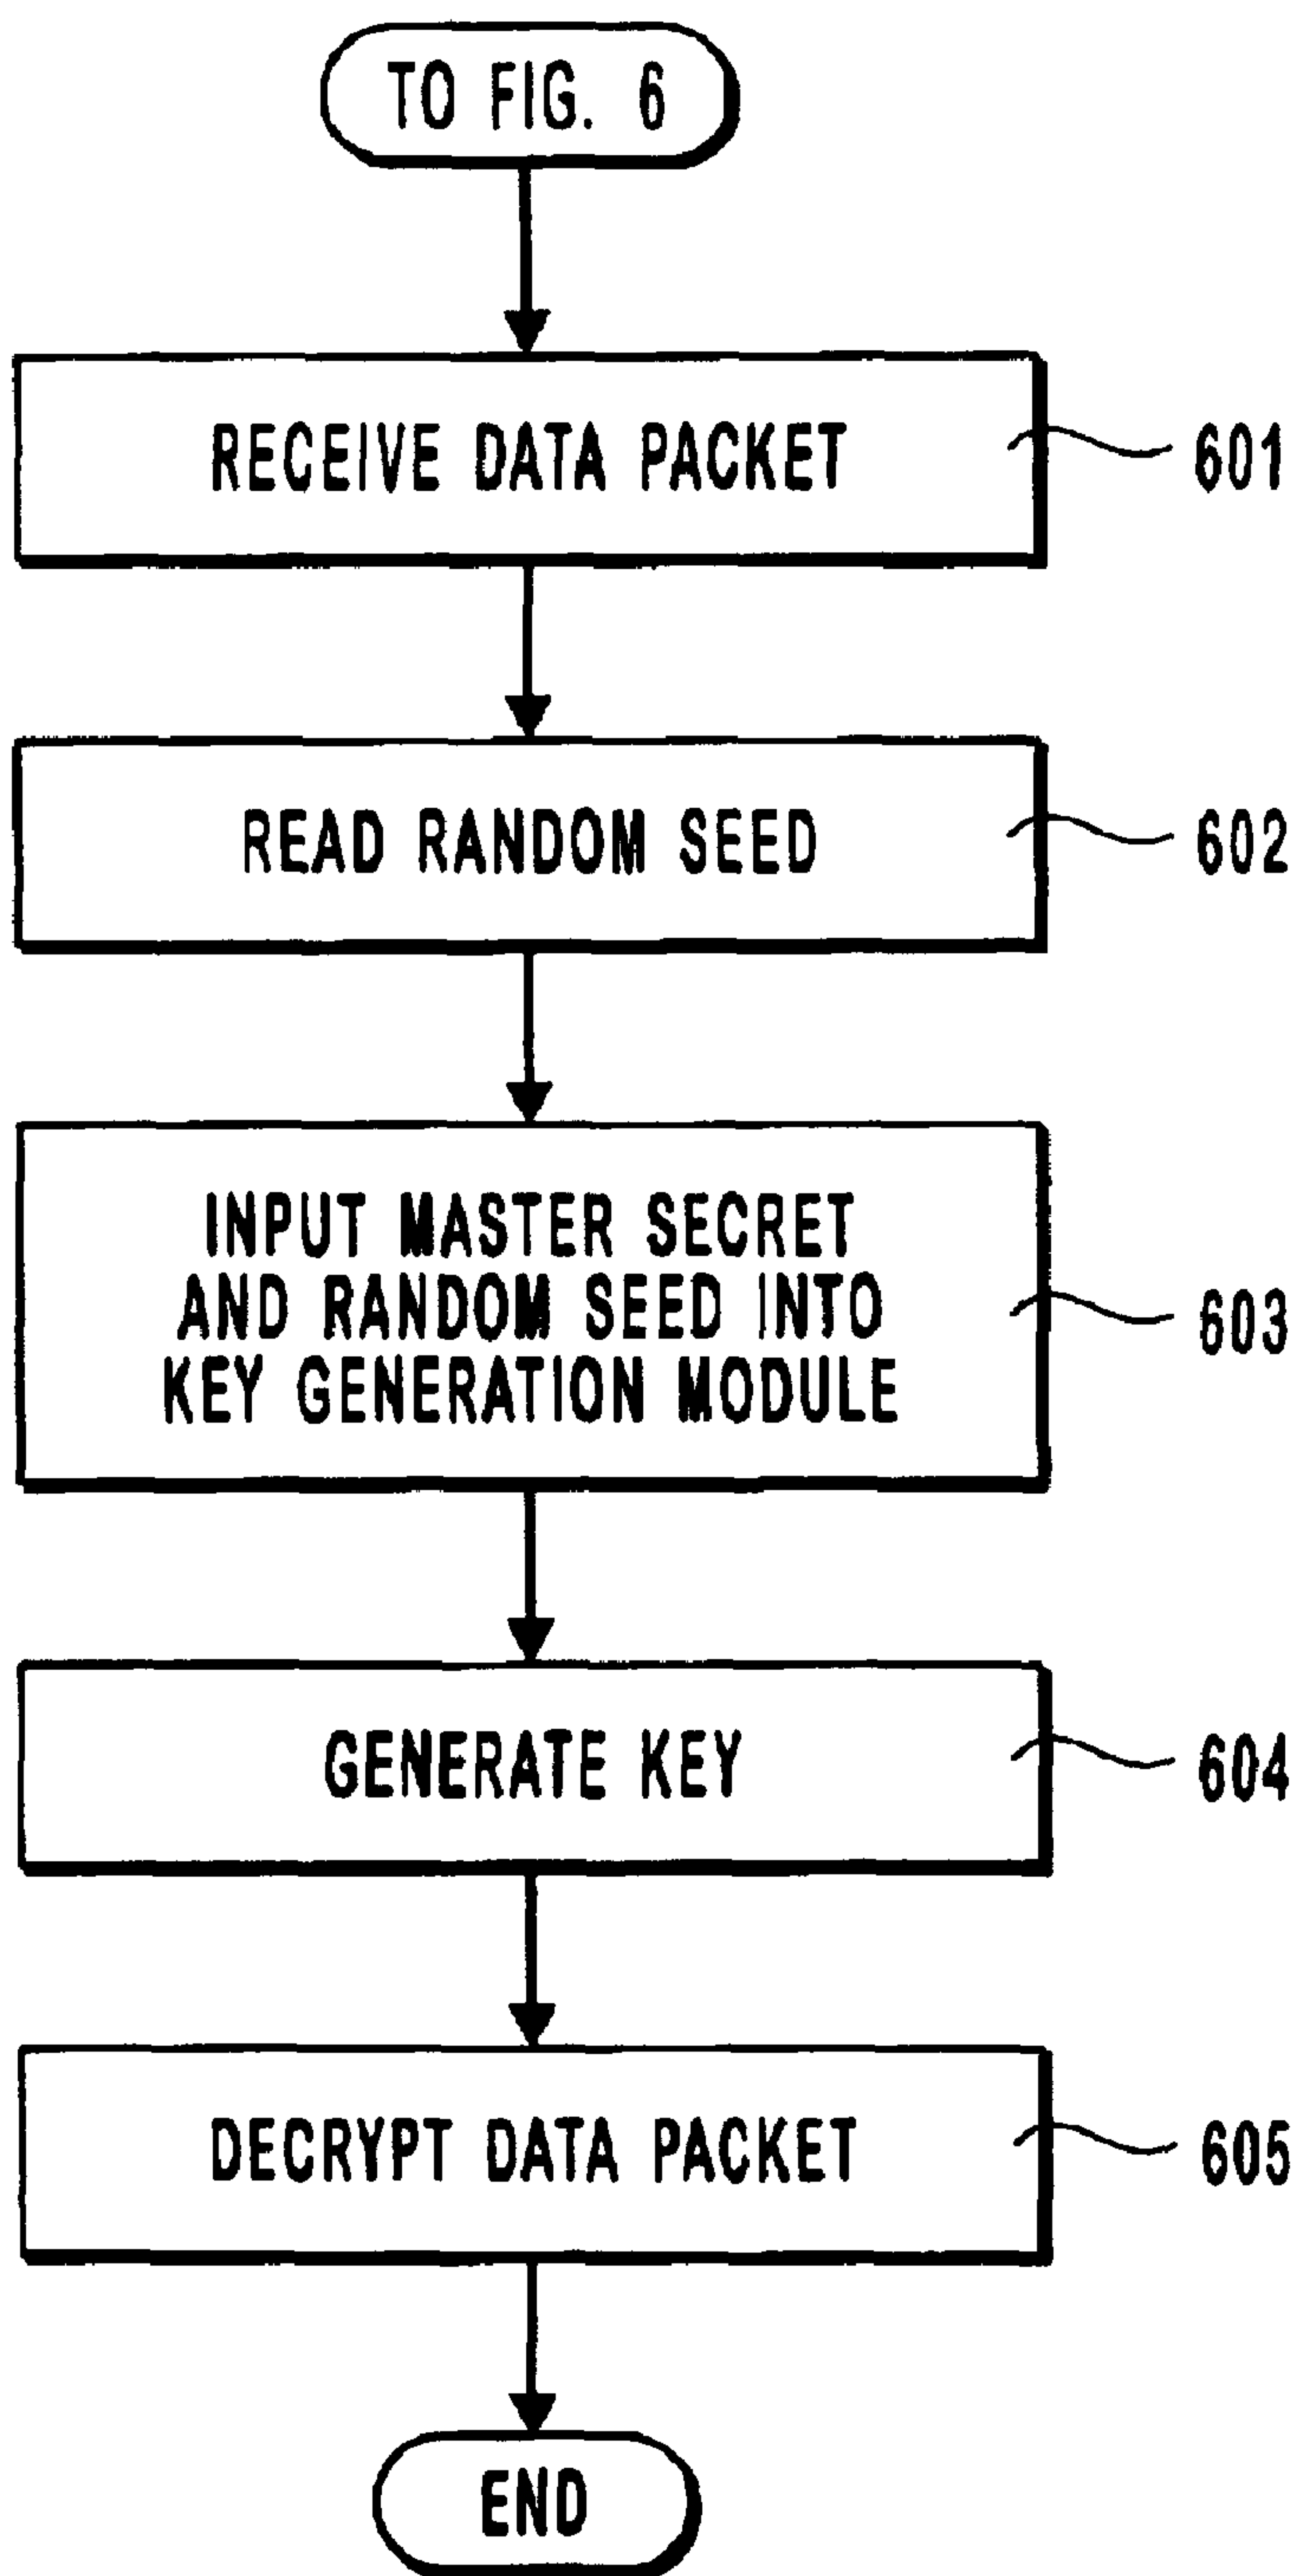 TO FIG. 6
RECEIVE DATA PACKET
601
READ RANDOM SEED
602
INPUT MASTER SECRET
AND RANDOM SEED INTO
KEY GENERATION MODULE
603
GENERATE KEY
604
DECRYPT DATA PACKET
605
END